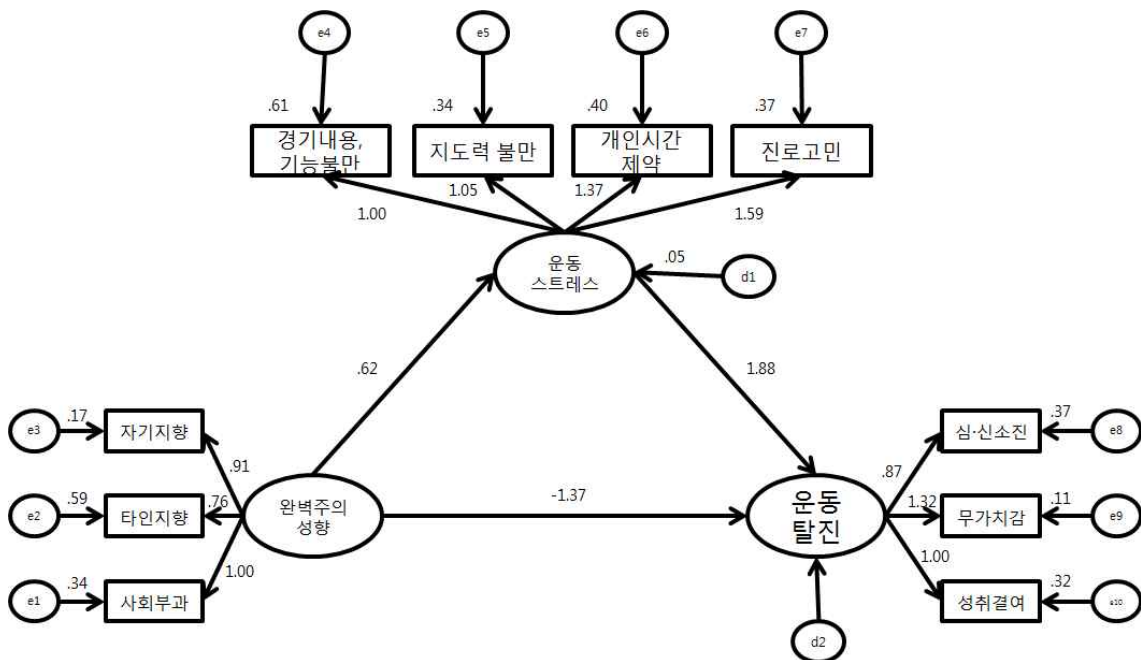 e4
e5
e6
e7
.61
.34
.40
.37
경기내용,
기능불만
지도력 불만
개인시간
제약
진로고민
1.00
1.05
1.37
1.59
운동
스트레스
.05
d1
.62
1.88
e3
.17
자기지향
.91
e2
.59
타인지향
.76
e1
.34
사회부과
1.00
완벽주의
성향
-1.37
운동
탈진
d2
.87
심·신소진
.37
e8
1.32
무가치감
.11
e9
1.00
성취결여
.32
e10